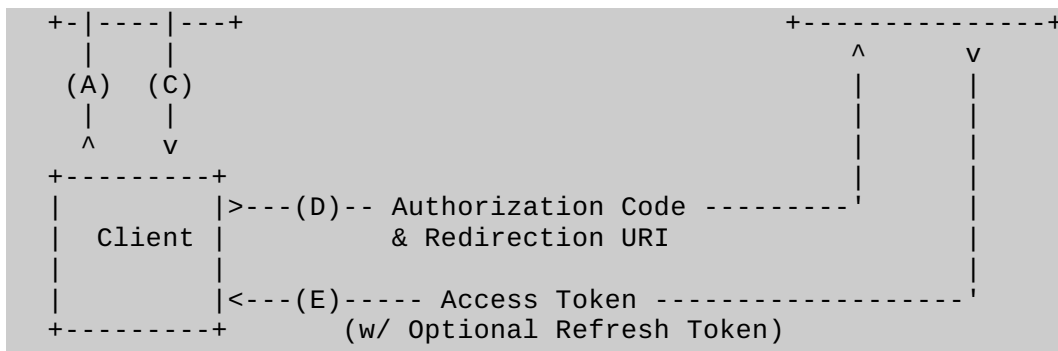 (A) (C)
(D) Authorization Code
Client & Redirection URI
(E) Access Token
(w/ Optional Refresh Token)